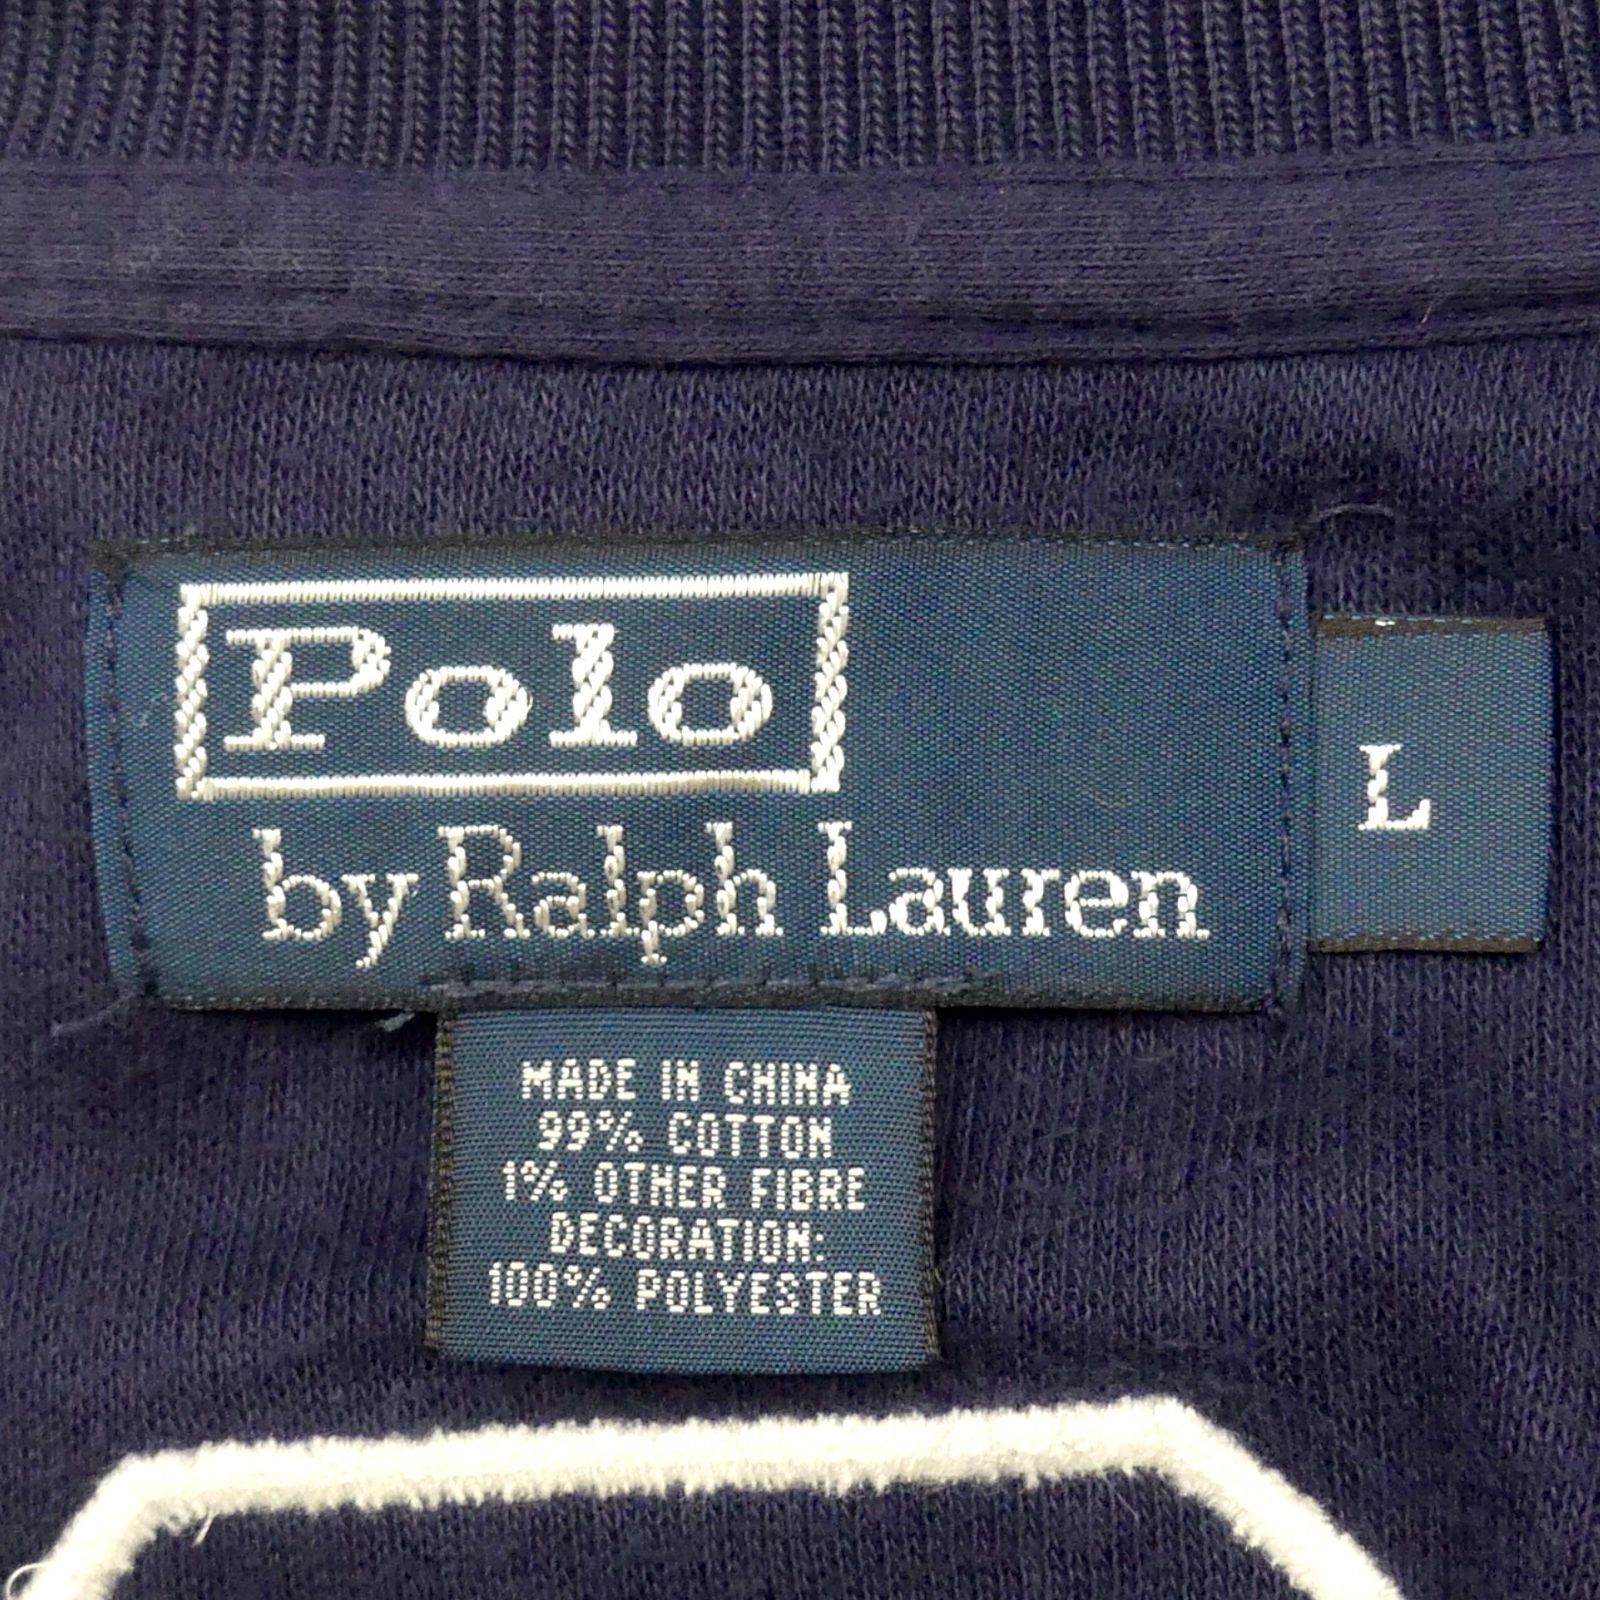 Polo
by Ralph Lauren
L
MADE IN CHINA
99% COTTON
1% OTHER FIBRE
DECORATION:
100% POLYESTER